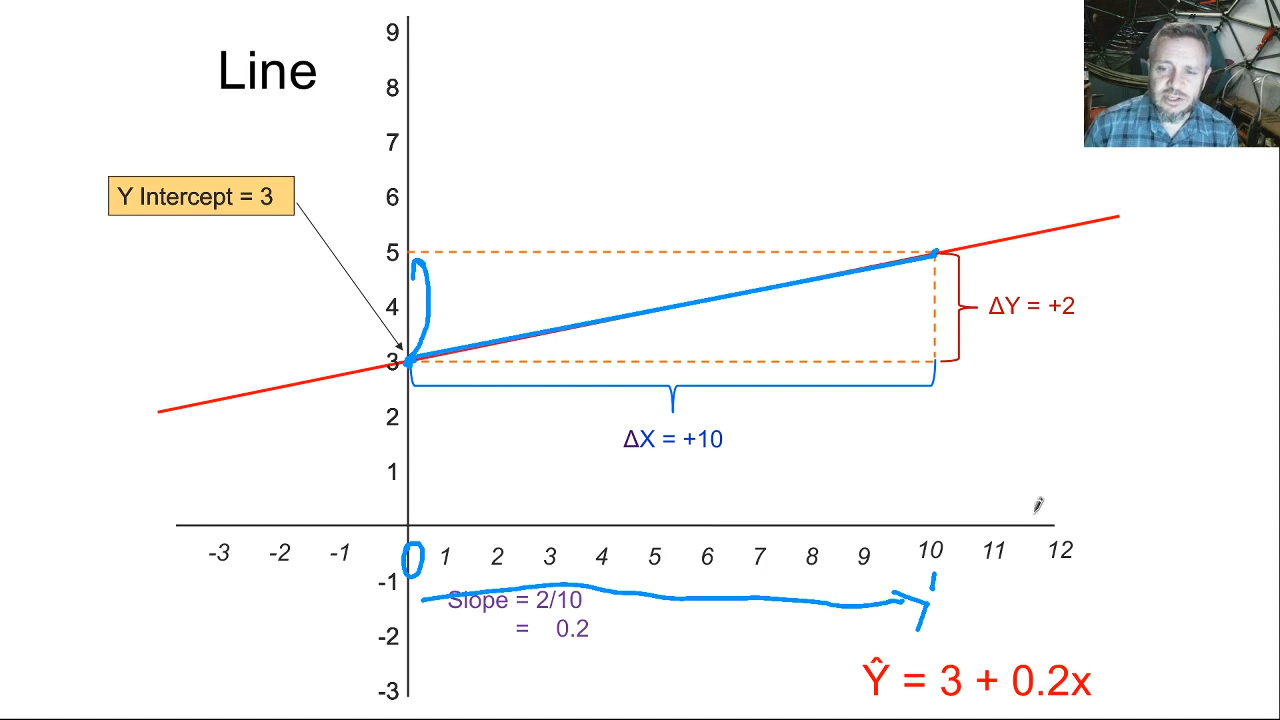 Line
9
8
7
6
5
4
3
2
1
-1
-2
-3
Y Intercept = 3
ΔY = +2
ΔX = +10
-3 -2 -1 0 1 2 3 4 5 6 7 8 9 10 11 12
Slope = 2/10
= 0.2
Ŷ = 3 + 0.2x